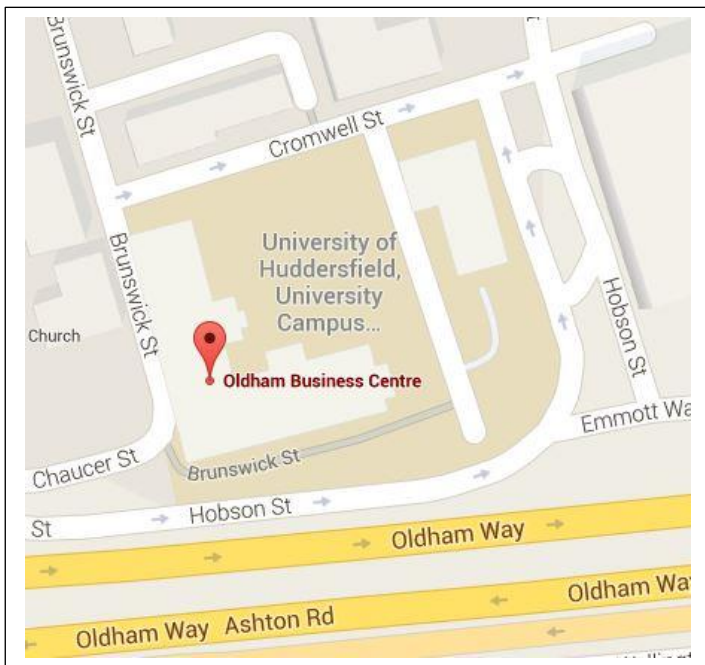 Brunswick St
Cromwell St
University of
Huddersfield,
University
Campus...
Brunswick St
Church
Hobson St
Oldham Business Centre
Emmott Wa
Chaucer St
Brunswick St
St
Hobson St
Oldham Way
Oldham Wa
Oldham Way Ashton Rd